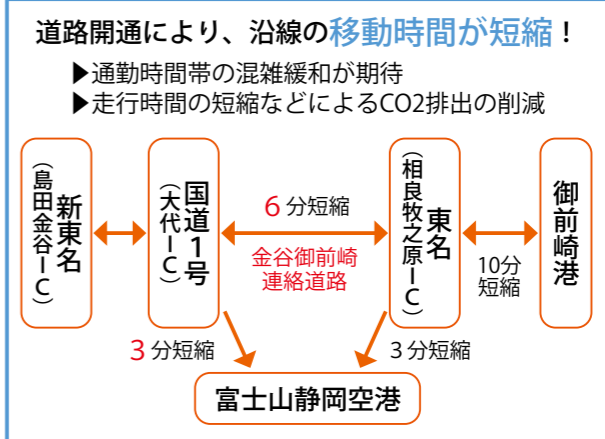 道路開通により、沿線の移動時間が短縮！
▶通勤時間帯の混雑緩和が期待
▶走行時間の短縮などによるCO2排出の削減
新東名
（島田金谷IC）
国道1号
（大代IC）
6分短縮
金谷御前崎
連絡道路
東名
（相良牧之原IC）
10分
短縮
御前崎港
3分短縮
3分短縮
富士山静岡空港